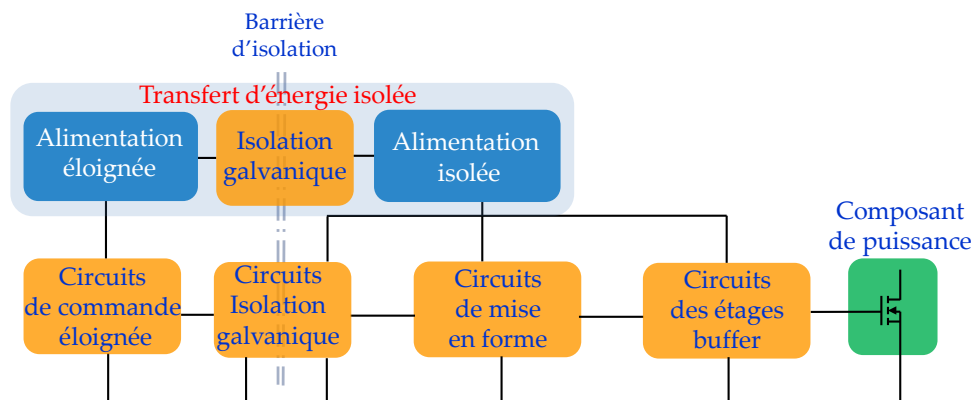 Barrière
d'isolation
Transfert d'énergie isolée
Alimentation
éloignée
Isolation
galvanique
Alimentation
isolée
Composant
de puissance
Circuits
de commande
éloignée
Circuits
Isolation
galvanique
Circuits
de mise
en forme
Circuits
des étages
buffer